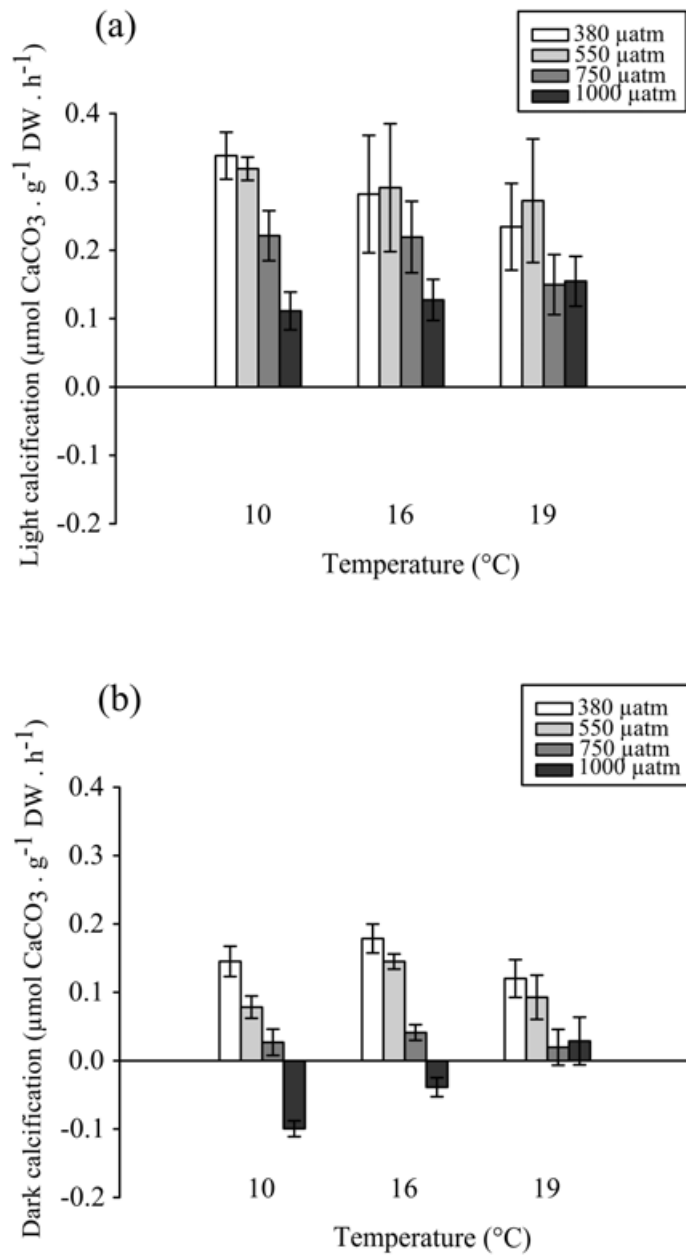 (a)
380 µatm
550 µatm
750 µatm
1000 µatm
Light calcification (µmol CaCO3 . g-1 DW . h-1)
0.4
0.3
0.2
0.1
0.0
-0.1
-0.2
10 16 19
Temperature (°C)
(b)
380 µatm
550 µatm
750 µatm
1000 µatm
Dark calcification (µmol CaCO3 . g-1 DW . h-1)
0.4
0.3
0.2
0.1
0.0
-0.1
-0.2
10 16 19
Temperature (°C)